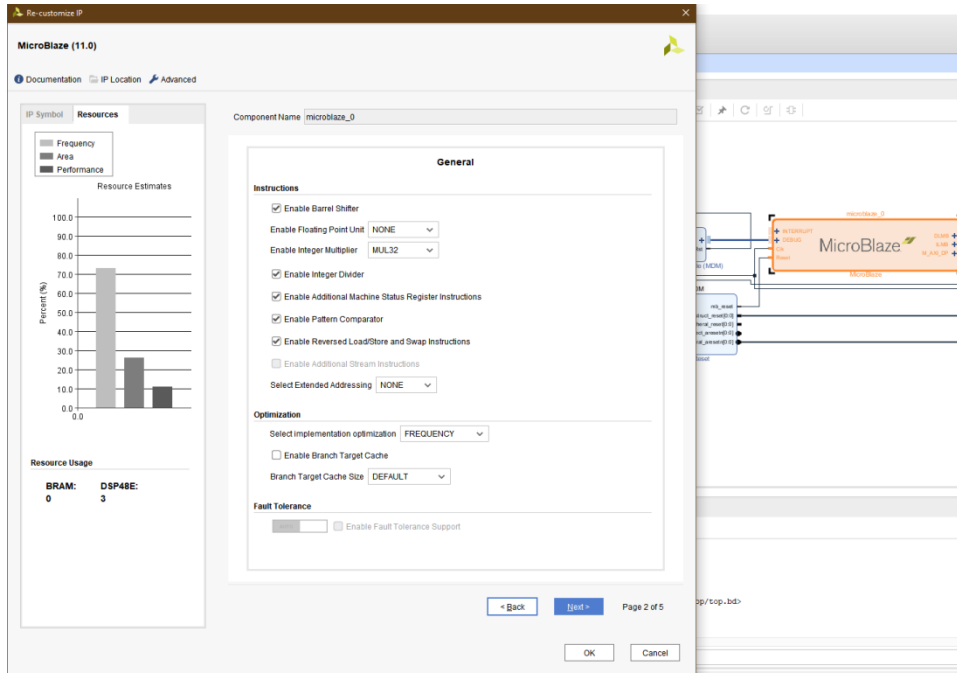 Re-customize IP
MicroBlaze (11.0)
Documentation IP Location Advanced
IP Symbol Resources
Frequency
Area
Performance
Resource Estimates
100.0
90.0
80.0
70.0
60.0
50.0
40.0
30.0
20.0
10.0
0.0
0.0
Percent (%)
Resource Usage
BRAM: DSP48E:
0 3
Component Name microblaze_0
General
Instructions
Enable Barrel Shifter
Enable Floating Point Unit NONE
Enable Integer Multiplier MUL32
Enable Integer Divider
Enable Additional Machine Status Register Instructions
Enable Pattern Comparator
Enable Reversed Load/Store and Swap Instructions
Enable Additional Stream Instructions
Select Extended Addressing NONE
Optimization
Select implementation optimization FREQUENCY
Enable Branch Target Cache
Branch Target Cache Size DEFAULT
Fault Tolerance
Enable Fault Tolerance Support
< Back Next > Page 2 of 5
OK Cancel
microblaze_0
INTERRUPT
DEBUG
Clk
Reset
MicroBlaze
DLMB
ILMB
M_AXI_DP
MicroBlaze
(MDM)
mb_reset
op/top.bd>